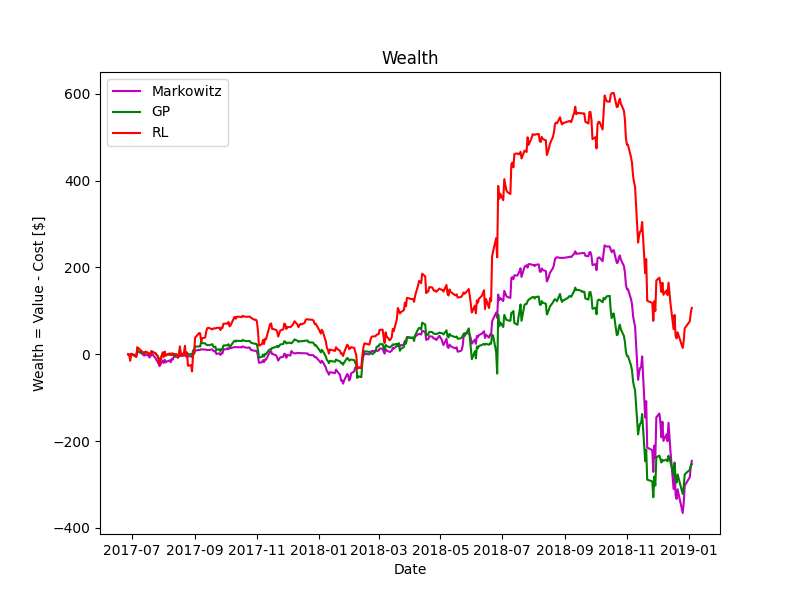 Wealth
Markowitz
GP
RL
Wealth = Value - Cost [$]
600
400
200
0
−200
−400
2017-07 2017-09 2017-11 2018-01 2018-03 2018-05 2018-07 2018-09 2018-11 2019-01
Date